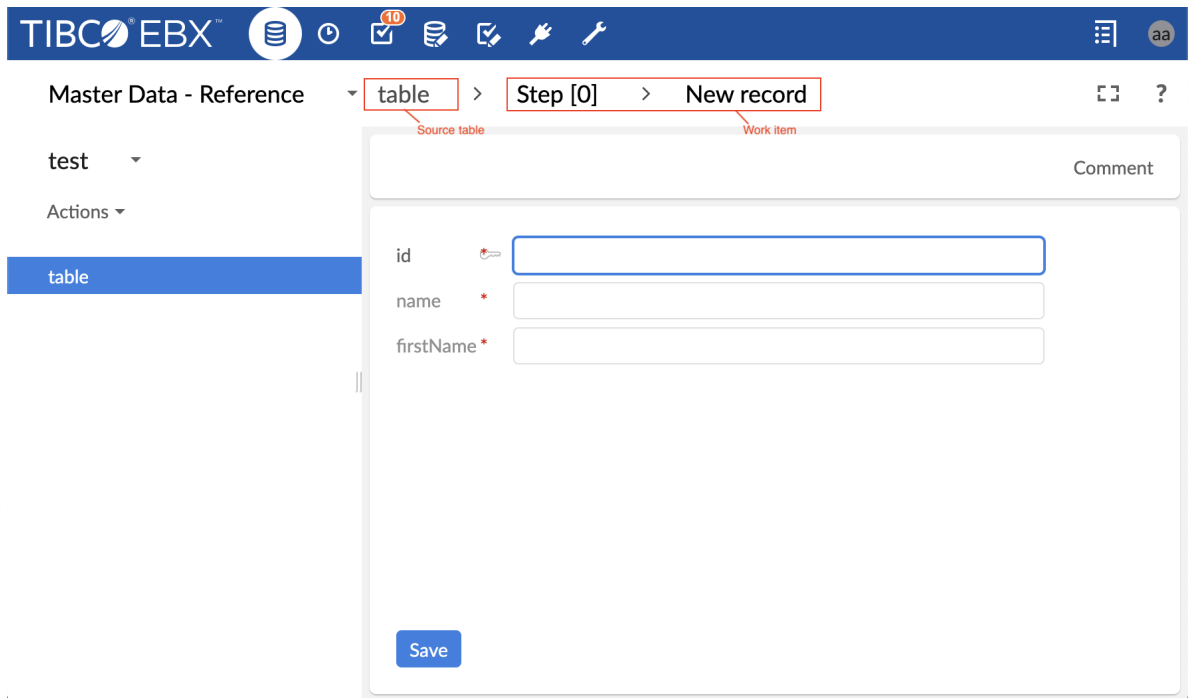 TIBCO® EBX™
10
aa
Master Data - Reference
table > Step [0] > New record
?
Source table
Work item
test
Comment
Actions
id *
table
name *
firstName *
Save